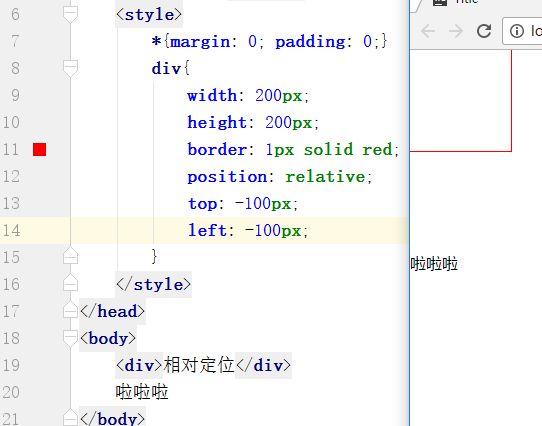 6 <style>
7 *{margin: 0; padding: 0;}
8 div{
9 width: 200px;
10 height: 200px;
11 border: 1px solid red;
12 position: relative;
13 top: -100px;
14 left: -100px;
15 }
16 </style>
17 </head>
18 <body>
19 <div>相对定位</div>
20 啦啦啦
21 </body>
Title
lo
啦啦啦